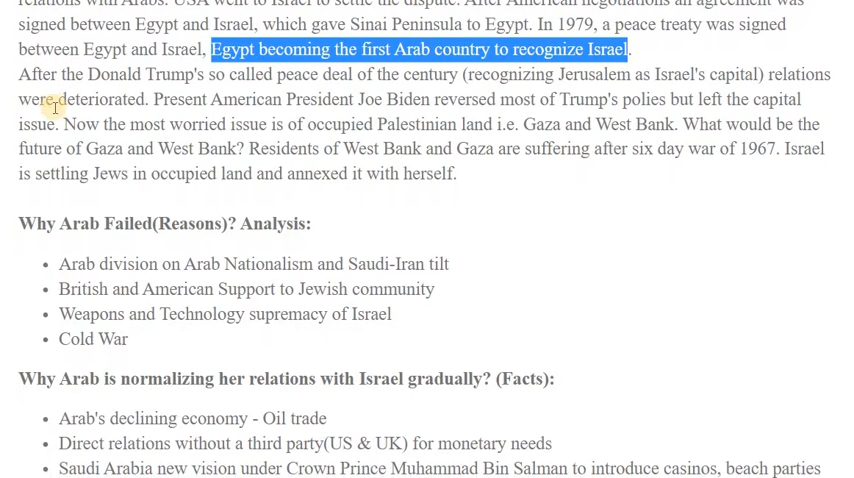 relations with Arabs. USA went to Israel to settle the dispute. After American negotiations an agreement was
signed between Egypt and Israel, which gave Sinai Peninsula to Egypt. In 1979, a peace treaty was signed
between Egypt and Israel, Egypt becoming the first Arab country to recognize Israel.
After the Donald Trump's so called peace deal of the century (recognizing Jerusalem as Israel's capital) relations
were deteriorated. Present American President Joe Biden reversed most of Trump's polies but left the capital
issue. Now the most worried issue is of occupied Palestinian land i.e. Gaza and West Bank. What would be the
future of Gaza and West Bank? Residents of West Bank and Gaza are suffering after six day war of 1967. Israel
is settling Jews in occupied land and annexed it with herself.
Why Arab Failed(Reasons)? Analysis:
• Arab division on Arab Nationalism and Saudi-Iran tilt
• British and American Support to Jewish community
• Weapons and Technology supremacy of Israel
• Cold War
Why Arab is normalizing her relations with Israel gradually? (Facts):
• Arab's declining economy - Oil trade
• Direct relations without a third party(US & UK) for monetary needs
• Saudi Arabia new vision under Crown Prince Muhammad Bin Salman to introduce casinos, beach parties